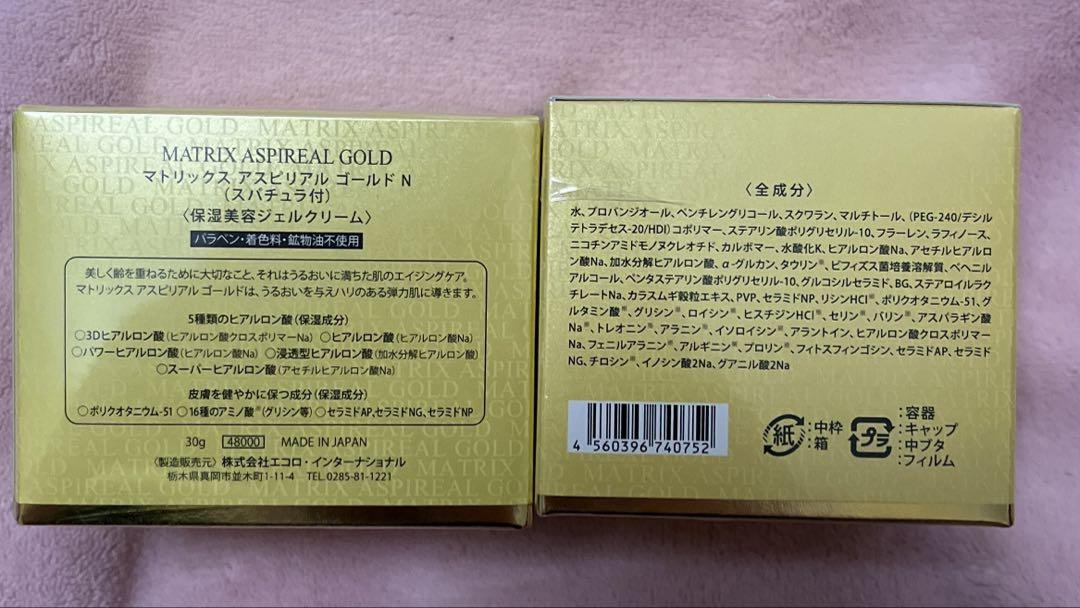 MATRIX ASPIREAL GOLD
マトリックス アスピリアル ゴールド N
（スパチュラ付）
〈保湿美容ジェルクリーム〉
パラベン・着色料・鉱物油不使用
美しく齢を重ねるために大切なこと、それはうるおいに満ちた肌のエイジングケア。
マトリックス アスピリアル ゴールドは、うるおいを与えハリのある弾力肌に導きます。
5種類のヒアルロン酸（保湿成分）
○3Dヒアルロン酸（ヒアルロン酸クロスポリマーNa） ○ヒアルロン酸（ヒアルロン酸Na）
○パワーヒアルロン酸（ヒアルロン酸Na） ○浸透型ヒアルロン酸（加水分解ヒアルロン酸）
○スーパーヒアルロン酸（アセチルヒアルロン酸Na）
皮膚を健やかに保つ成分（保湿成分）
○ポリクオタニウム-51 ○16種のアミノ酸※（グリシン等） ○セラミドAP、セラミドNG、セラミドNP
30g 48000 MADE IN JAPAN
〈製造販売元〉 株式会社エコロ・インターナショナル
栃木県真岡市並木町1-11-4 TEL.0285-81-1221
〈全成分〉
水、プロパンジオール、ペンチレングリコール、スクワラン、マルチトール、（PEG-240/デシル
テトラデセス-20/HDI）コポリマー、ステアリン酸ポリグリセリル-10、フラーレン、ラフィノース、
ニコチンアミドモノヌクレオチド、カルボマー、水酸化K、ヒアルロン酸Na、アセチルヒアルロ
ン酸Na、加水分解ヒアルロン酸、α-グルカン、タウリン※、ビフィズス菌培養溶解質、ベヘニル
アルコール、ペンタステアリン酸ポリグリセリル-10、グルコシルセラミド、BG、ステアロイルラク
チレートNa、カラスムギ穀粒エキス、PVP、セラミドNP、リシンHCl※、ポリクオタニウム-51、グ
ルタミン酸※、グリシン※、ロイシン※、ヒスチジンHCl※、セリン※、バリン※、アスパラギン酸
Na※、トレオニン※、アラニン※、イソロイシン※、アラントイン、ヒアルロン酸クロスポリマー
Na、フェニルアラニン※、アルギニン※、プロリン※、フィトスフィンゴシン、セラミドAP、セラミド
NG、チロシン※、イノシン酸2Na、グアニル酸2Na
4 560396 740752
紙 ：中枠
：箱
プラ ：容器
：キャップ
：中ブタ
：フィルム